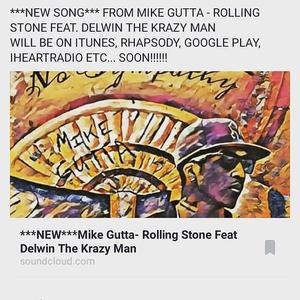 ***NEW SONG*** FROM MIKE GUTTA - ROLLING
STONE FEAT. DELWIN THE KRAZY MAN
WILL BE ON ITUNES, RHAPSODY, GOOGLE PLAY,
IHEARTRADIO ETC... SOON!!!!!!
No Sympathy
MIKE
GUTTA
***NEW***Mike Gutta- Rolling Stone Feat
Delwin The Krazy Man
soundcloud.com